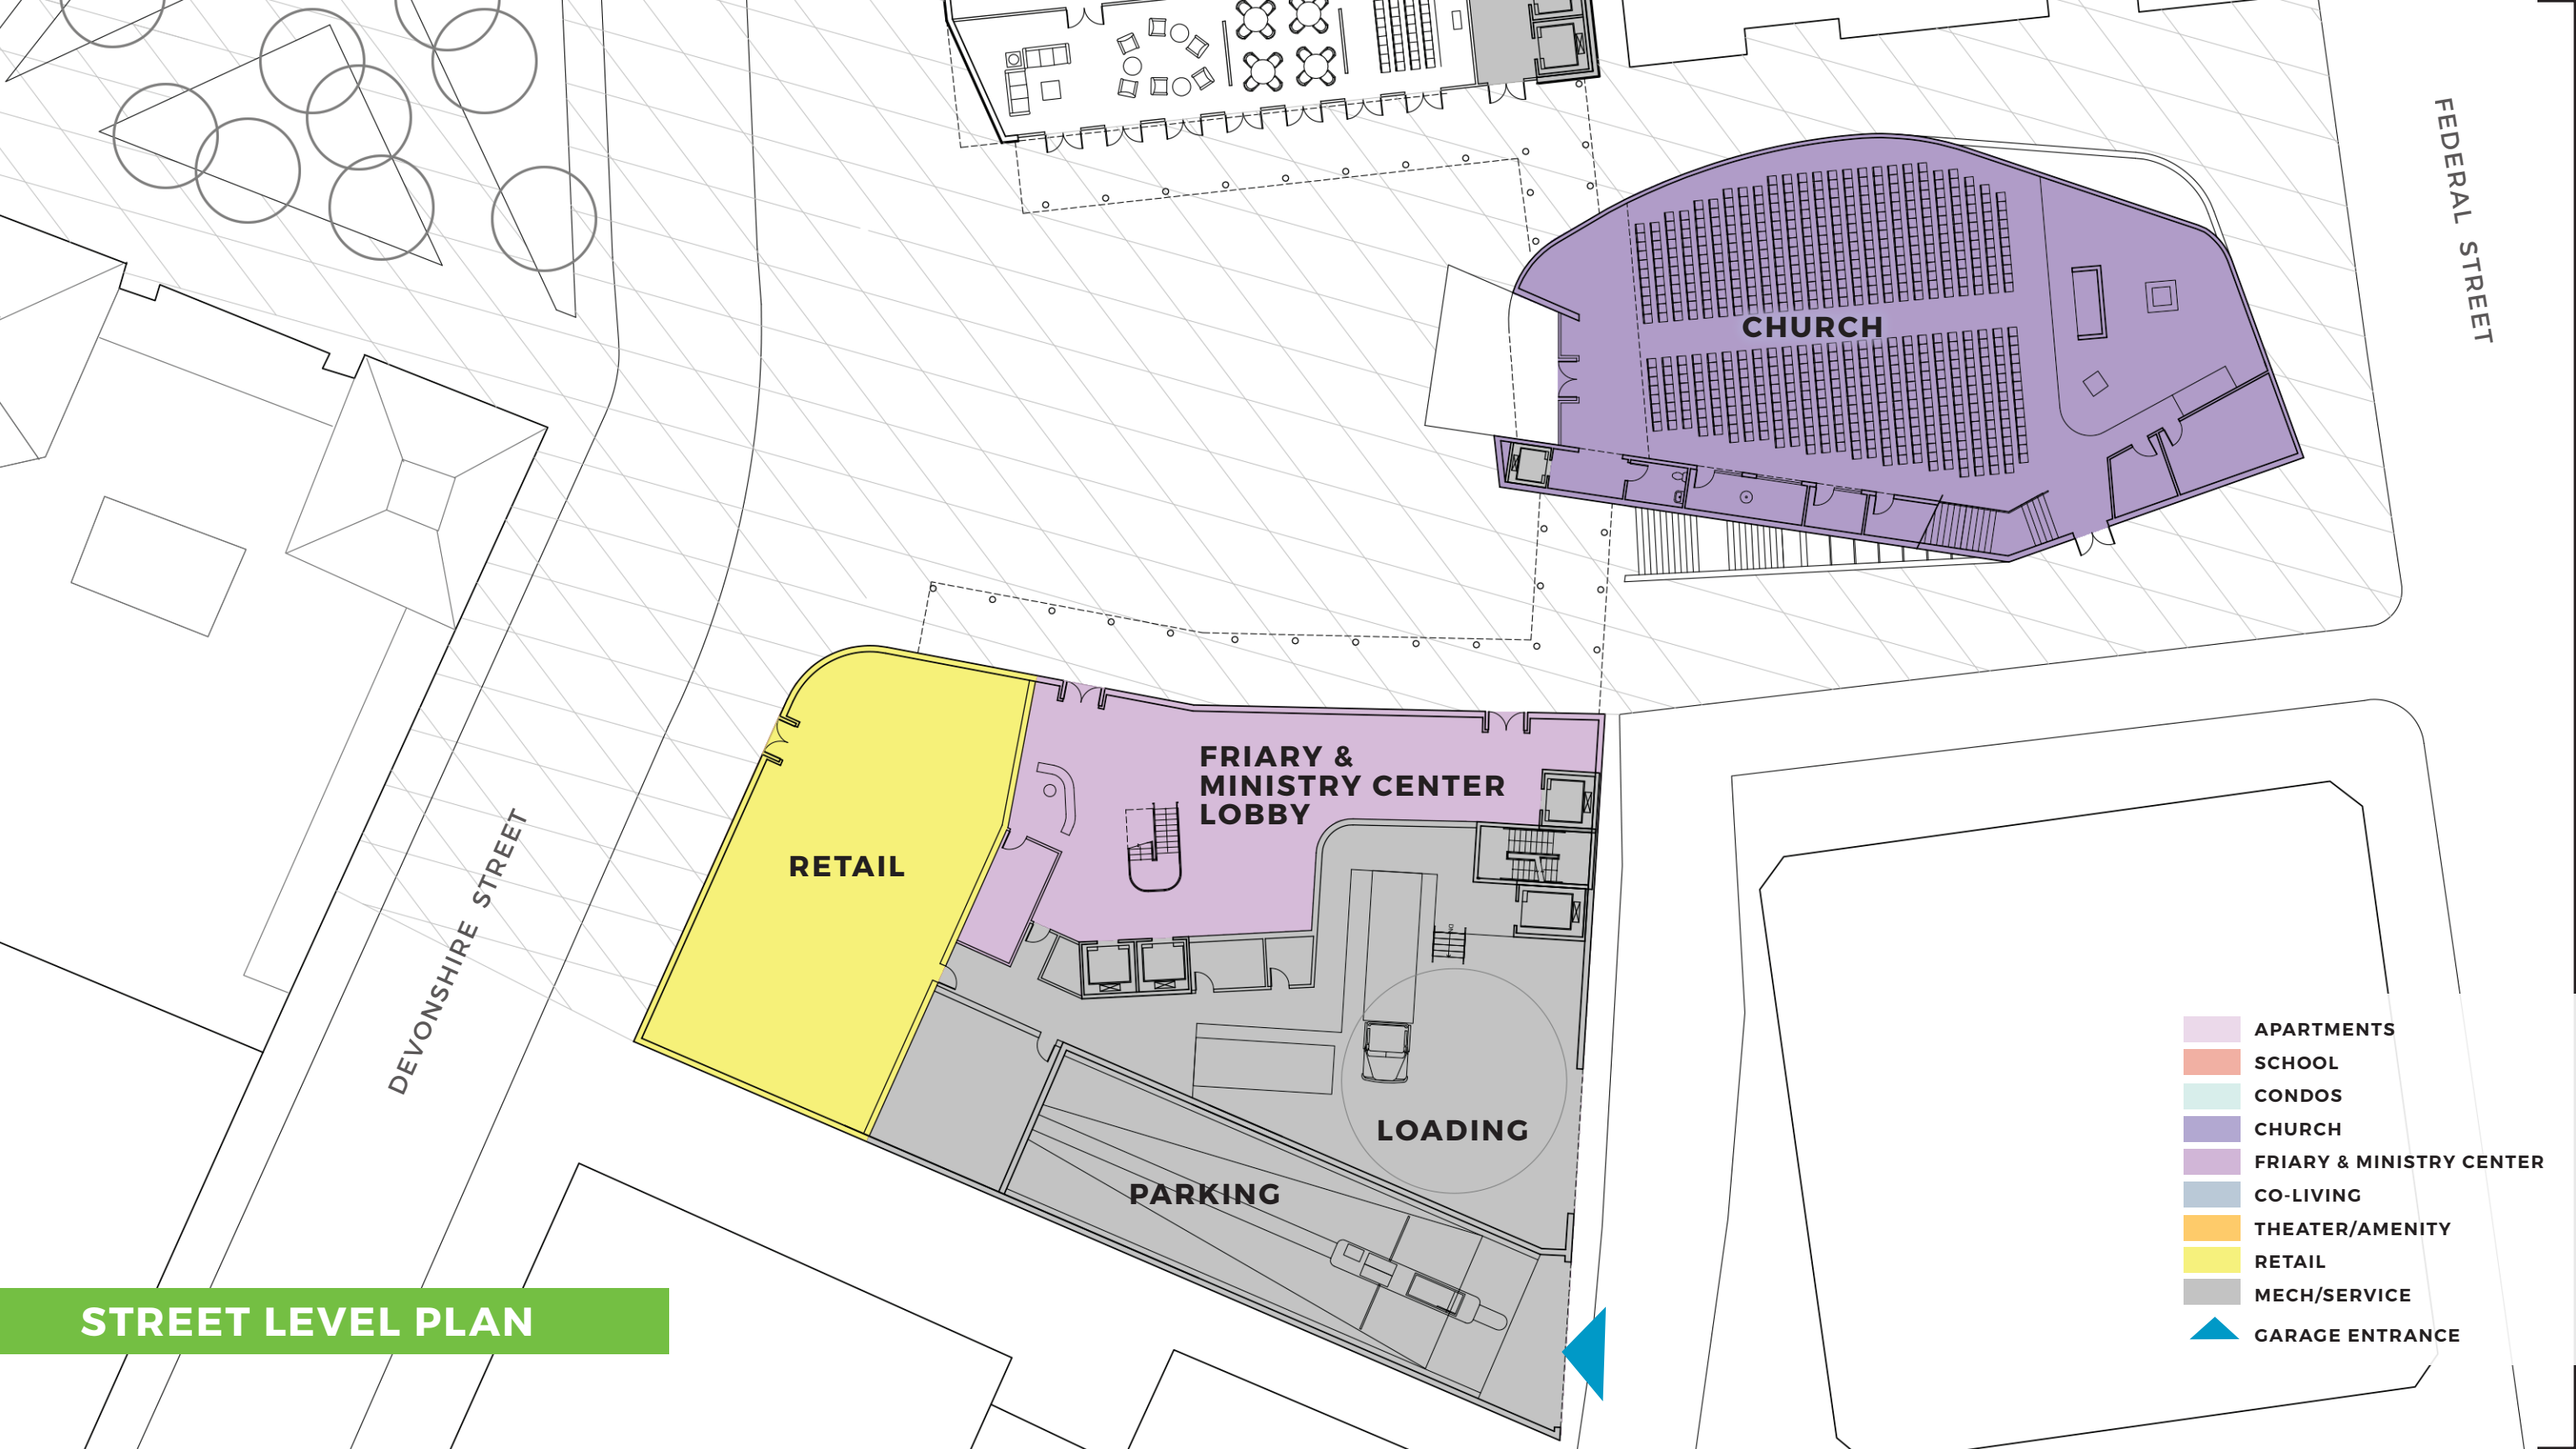 FEDERAL STREET
CHURCH
FRIARY &
MINISTRY CENTER
LOBBY
RETAIL
DEVONSHIRE STREET
LOADING
PARKING
STREET LEVEL PLAN
APARTMENTS
SCHOOL
CONDOS
CHURCH
FRIARY & MINISTRY CENTER
CO-LIVING
THEATER/AMENITY
RETAIL
MECH/SERVICE
GARAGE ENTRANCE